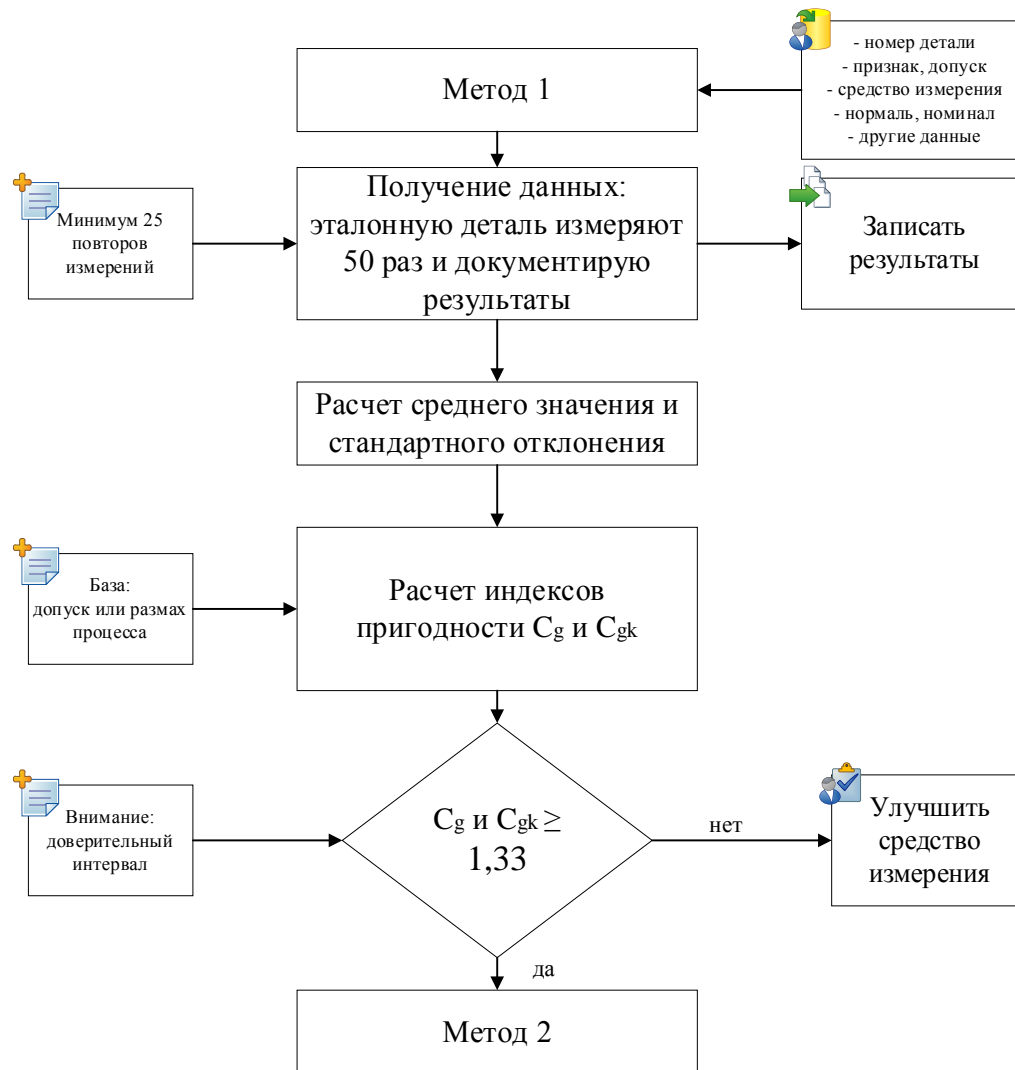 - номер детали
- признак, допуск
- средство измерения
- нормаль, номинал
- другие данные
Метод 1
Минимум 25
повторов
измерений
Получение данных:
эталонную деталь измеряют
50 раз и документирую
результаты
Записать
результаты
Расчет среднего значения и
стандартного отклонения
База:
допуск или размах
процесса
Расчет индексов
пригодности Cg и Cgk
Внимание:
доверительный
интервал
Cg и Cgk ≥
1,33
нет
Улучшить
средство
измерения
да
Метод 2